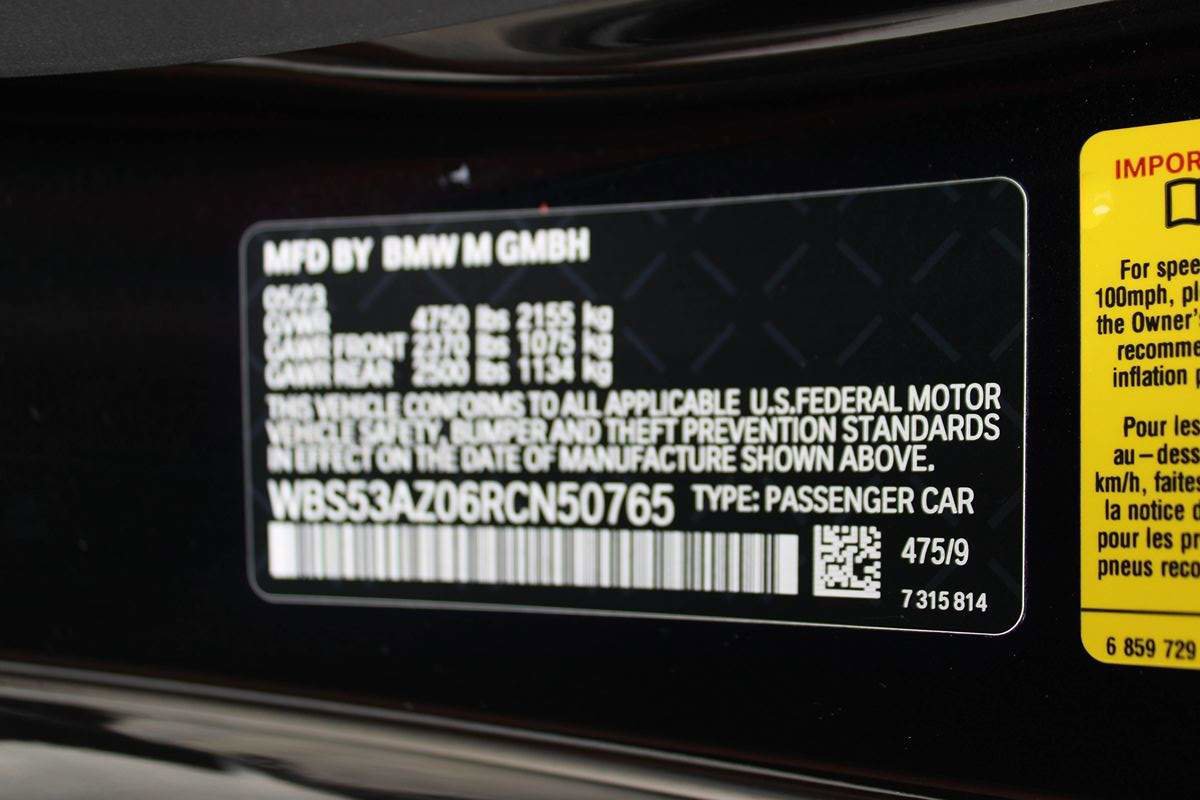 MFD BY BMW M GMBH
05/23
GVWR 4750 lbs 2155 kg
GAWR FRONT 2370 lbs 1075 kg
GAWR REAR 2500 lbs 1134 kg
THIS VEHICLE CONFORMS TO ALL APPLICABLE U.S.FEDERAL MOTOR
VEHICLE SAFETY, BUMPER AND THEFT PREVENTION STANDARDS
IN EFFECT ON THE DATE OF MANUFACTURE SHOWN ABOVE.
WBS53AZ06RCN50765 TYPE: PASSENGER CAR
475/9
7 315 814
IMPOR
For spee
100mph, pl
the Owner's
recomme
inflation p
Pour les
au-dess
km/h, faites
la notice d
pour les pr
pneus reco
6 859 729